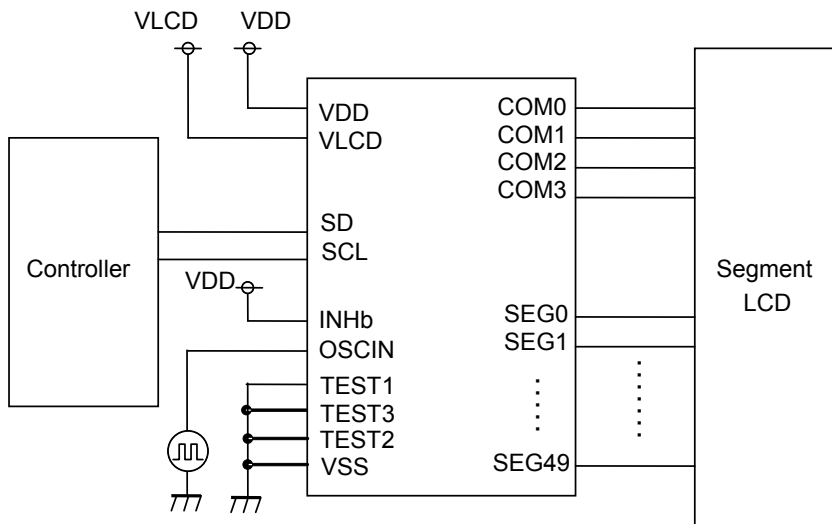 VLCD VDD
VDD
VLCD
COM0
COM1
COM2
COM3
SD
SCL
Controller
VDD
INHb
OSCIN
TEST1
TEST3
TEST2
VSS
SEG0
SEG1
SEG49
Segment
LCD